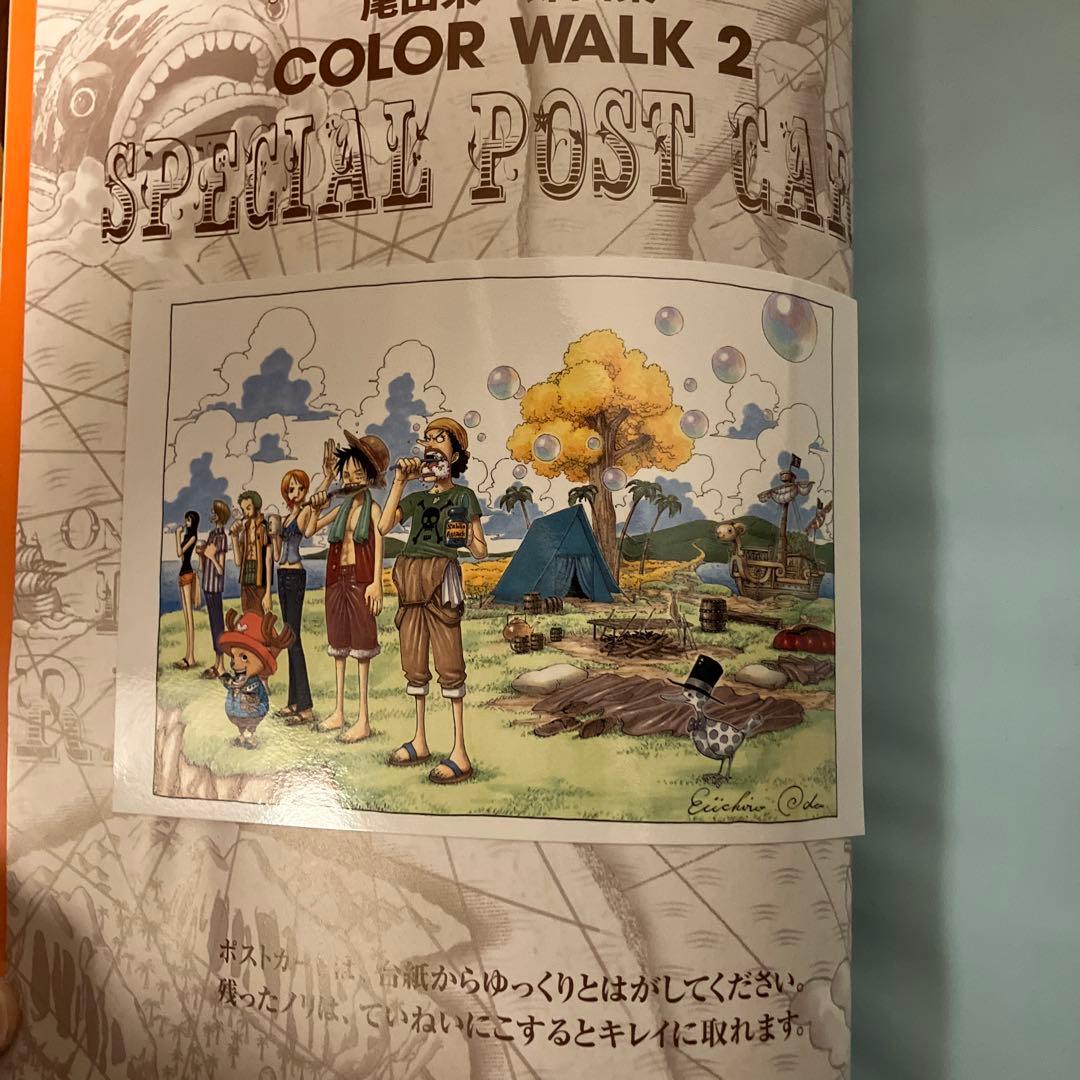 COLOR WALK 2
SPECIAL POST CAR
Eiichiro Oda
ポストカードは、台紙からゆっくりとはがしてください。
残ったノリは、ていねいにこするとキレイに取れます。